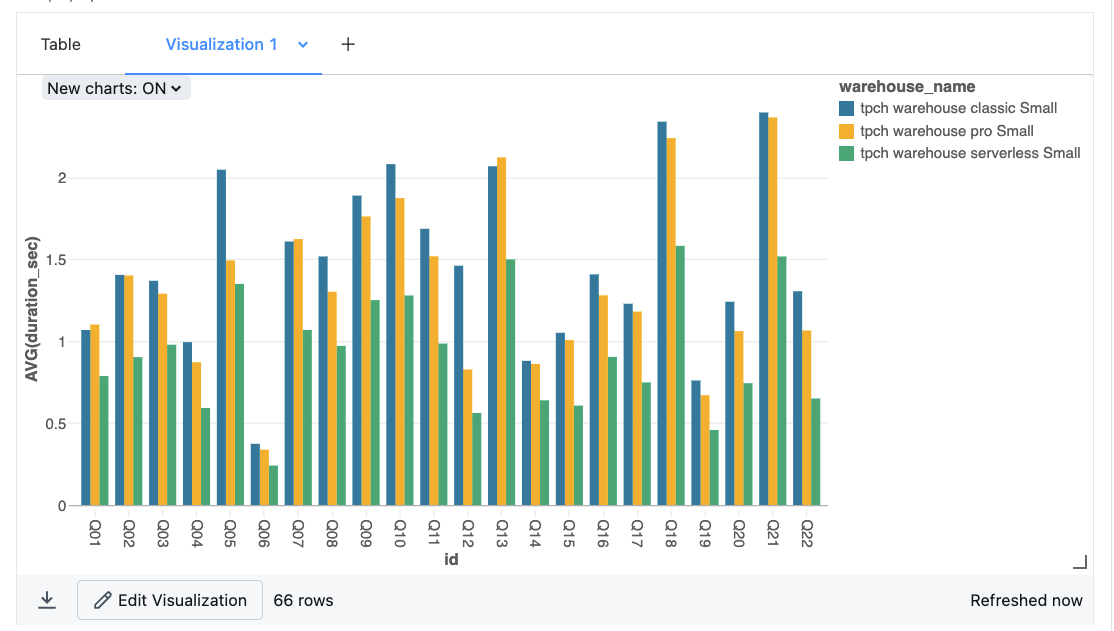 Table
Visualization 1
New charts: ON
warehouse_name
tpch warehouse classic Small
tpch warehouse pro Small
tpch warehouse serverless Small
AVG(duration_sec)
2
1.5
1
0.5
0
Q01 Q02 Q03 Q04 Q05 Q06 Q07 Q08 Q09 Q10 Q11 Q12 Q13 Q14 Q15 Q16 Q17 Q18 Q19 Q20 Q21 Q22
id
Edit Visualization
66 rows
Refreshed now